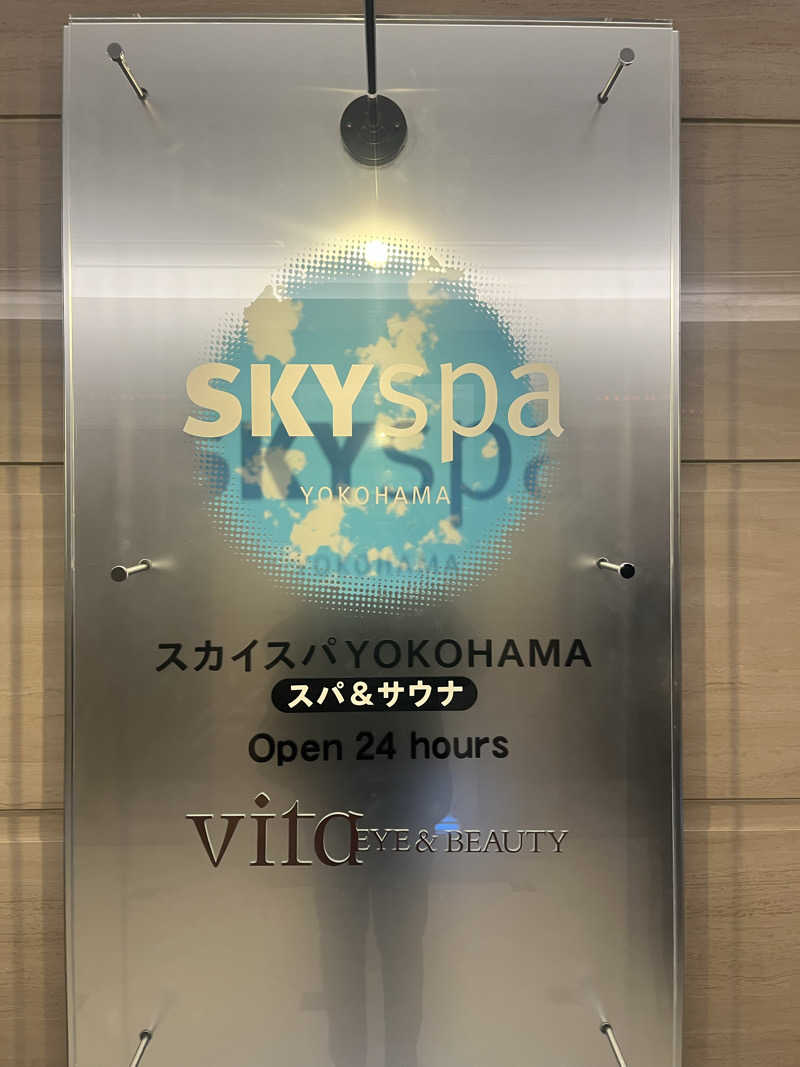 SKYspa
YOKOHAMA
スカイスパYOKOHAMA
スパ&サウナ
Open 24 hours
vita EYE & BEAUTY